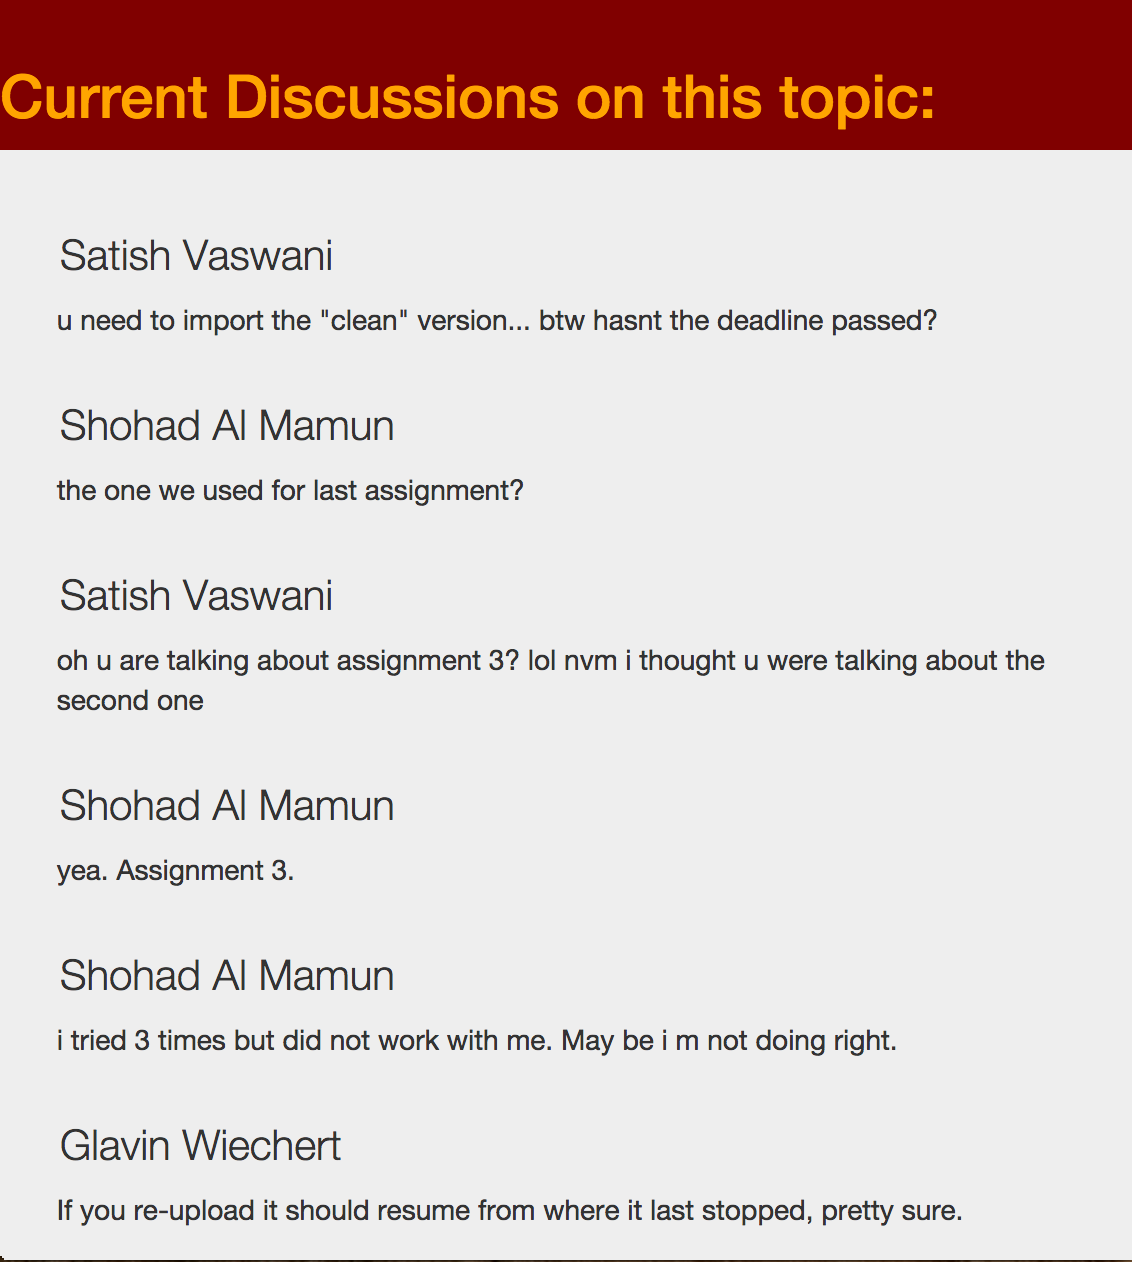 Current Discussions on this topic:
Satish Vaswani
u need to import the "clean" version... btw hasnt the deadline passed?
Shohad Al Mamun
the one we used for last assignment?
Satish Vaswani
oh u are talking about assignment 3? lol nvm i thought u were talking about the
second one
Shohad Al Mamun
yea. Assignment 3.
Shohad Al Mamun
i tried 3 times but did not work with me. May be i m not doing right.
Glavin Wiechert
If you re-upload it should resume from where it last stopped, pretty sure.